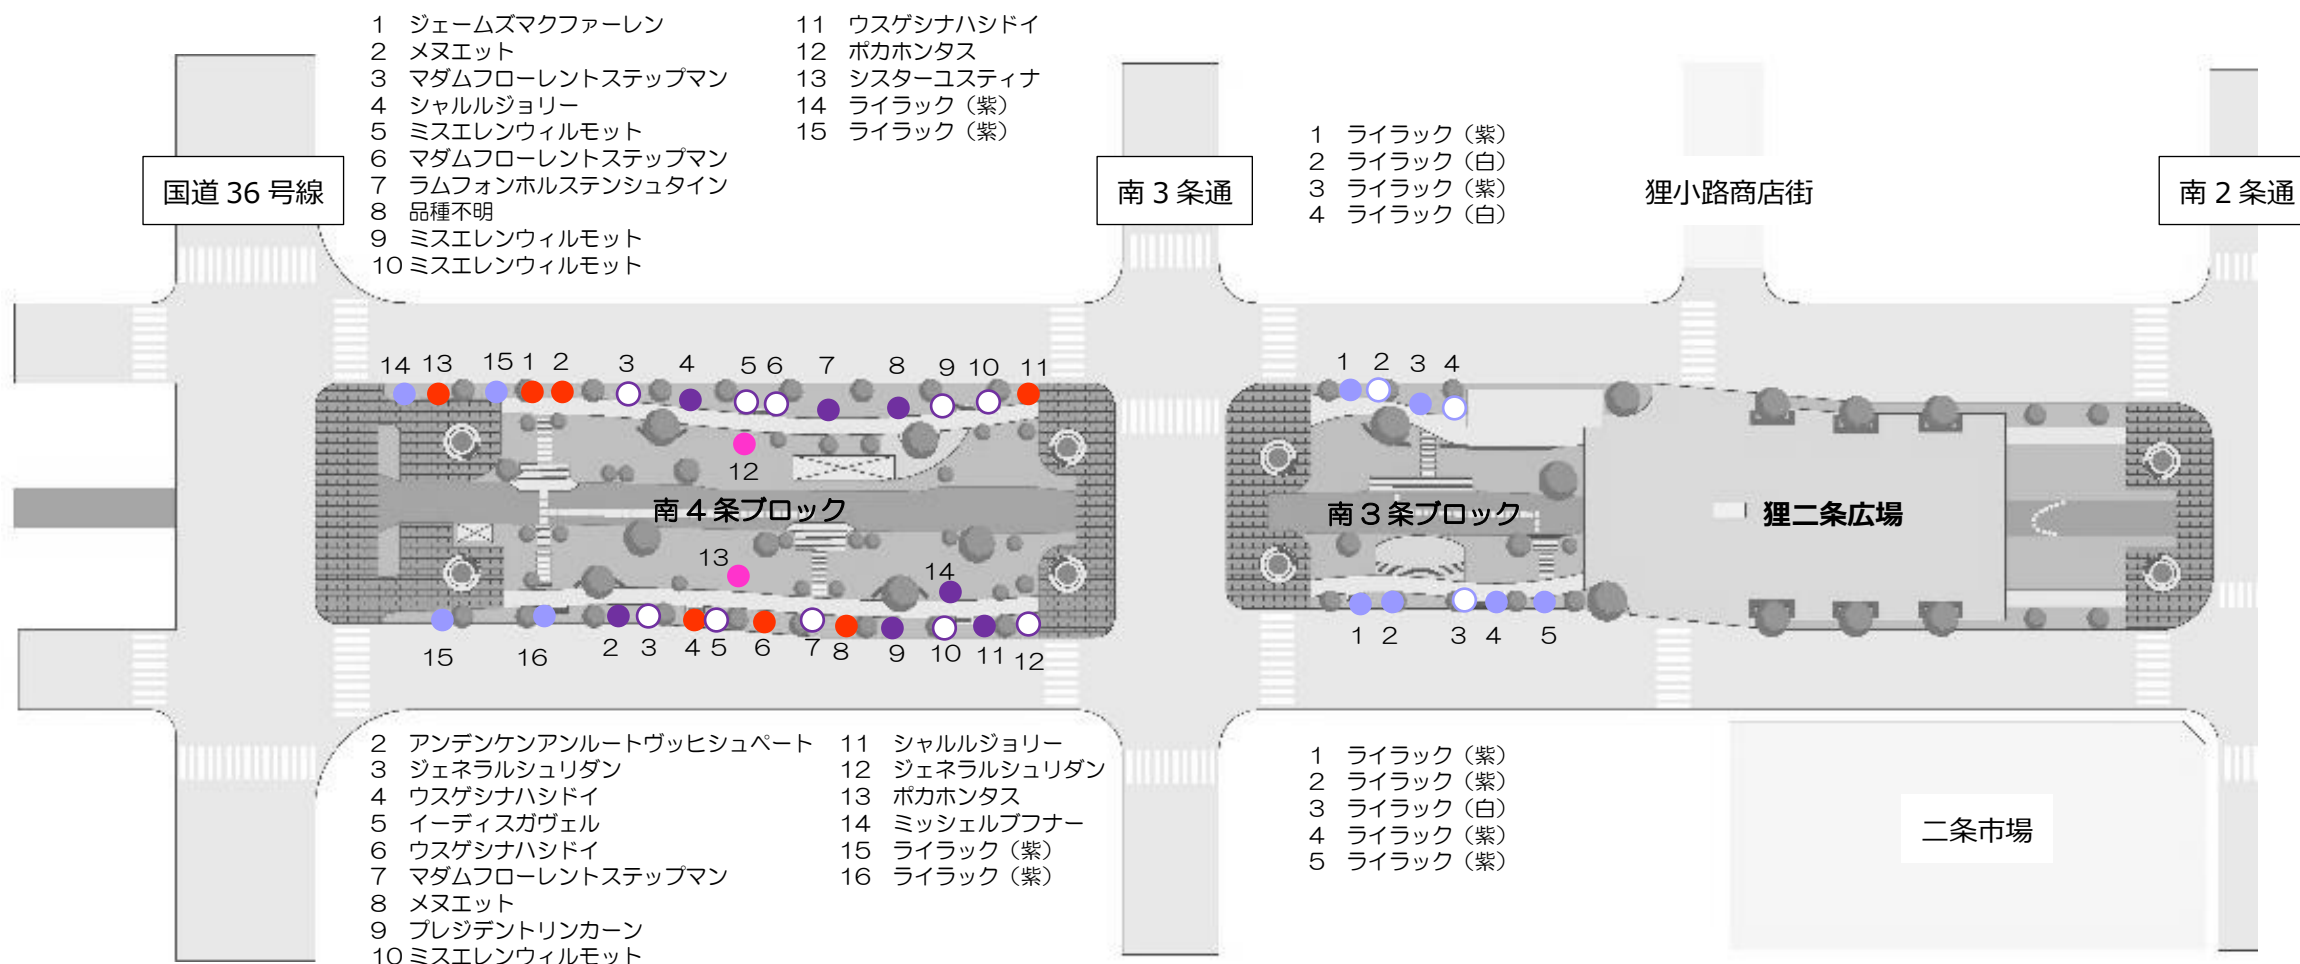 1 ジェームズマクファーレン
2 メヌエット
3 マダムフローレントステップマン
4 シャルルジョリー
5 ミスエレンウィルモット
6 マダムフローレントステップマン
7 ラムフォンホルステンシュタイン
8 品種不明
9 ミスエレンウィルモット
10 ミスエレンウィルモット
11 ウスゲシナハシドイ
12 ポカホンタス
13 シスターユスティナ
14 ライラック（紫）
15 ライラック（紫）
1 ライラック（紫）
2 ライラック（白）
3 ライラック（紫）
4 ライラック（白）
国道 36 号線
南 3 条通
狸小路商店街
南 2 条通
14 13 15 1 2 3 4 5 6 7 8 9 10 11
1 2 3 4
12
南 4 条ブロック
南 3 条ブロック
狸二条広場
13
14
15 16 2 3 4 5 6 7 8 9 10 11 12
1 2 3 4 5
2 アンデンケンアンルートヴッヒシュペート
3 ジェネラルシュリダン
4 ウスゲシナハシドイ
5 イーディスガヴェル
6 ウスゲシナハシドイ
7 マダムフローレントステップマン
8 メヌエット
9 プレジデントリンカーン
10 ミスエレンウィルモット
11 シャルルジョリー
12 ジェネラルシュリダン
13 ポカホンタス
14 ミッシェルブフナー
15 ライラック（紫）
16 ライラック（紫）
1 ライラック（紫）
2 ライラック（紫）
3 ライラック（白）
4 ライラック（紫）
5 ライラック（紫）
二条市場